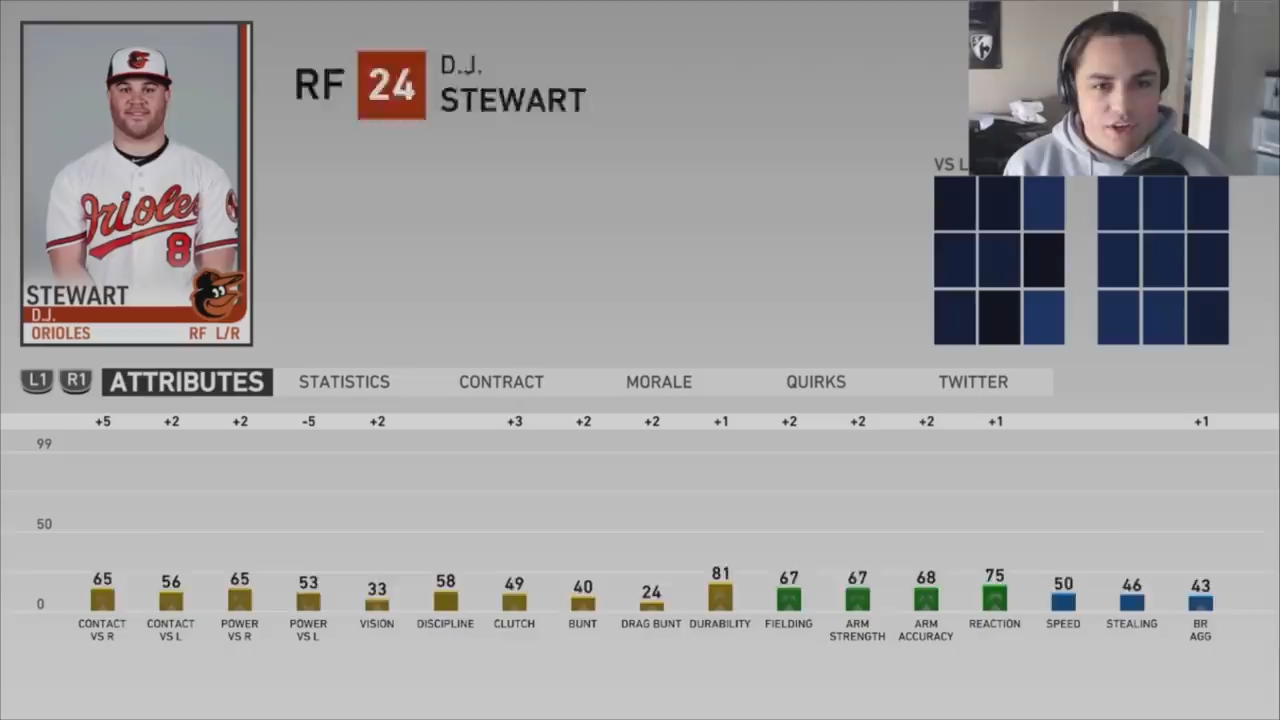 RF 24 D.J.
STEWART
Orioles
8
STEWART
D.J.
ORIOLES RF L/R
VS L
L1 R1 ATTRIBUTES STATISTICS CONTRACT MORALE QUIRKS TWITTER
+5 +2 +2 -5 +2 +3 +2 +2 +1 +2 +2 +2 +1 +1
99
50
0
65 56 65 53 33 58 49 40 24 81 67 67 68 75 50 46 43
CONTACT VS R
CONTACT VS L
POWER VS R
POWER VS L
VISION
DISCIPLINE
CLUTCH
BUNT
DRAG BUNT
DURABILITY
FIELDING
ARM STRENGTH
ARM ACCURACY
REACTION
SPEED
STEALING
BR AGG